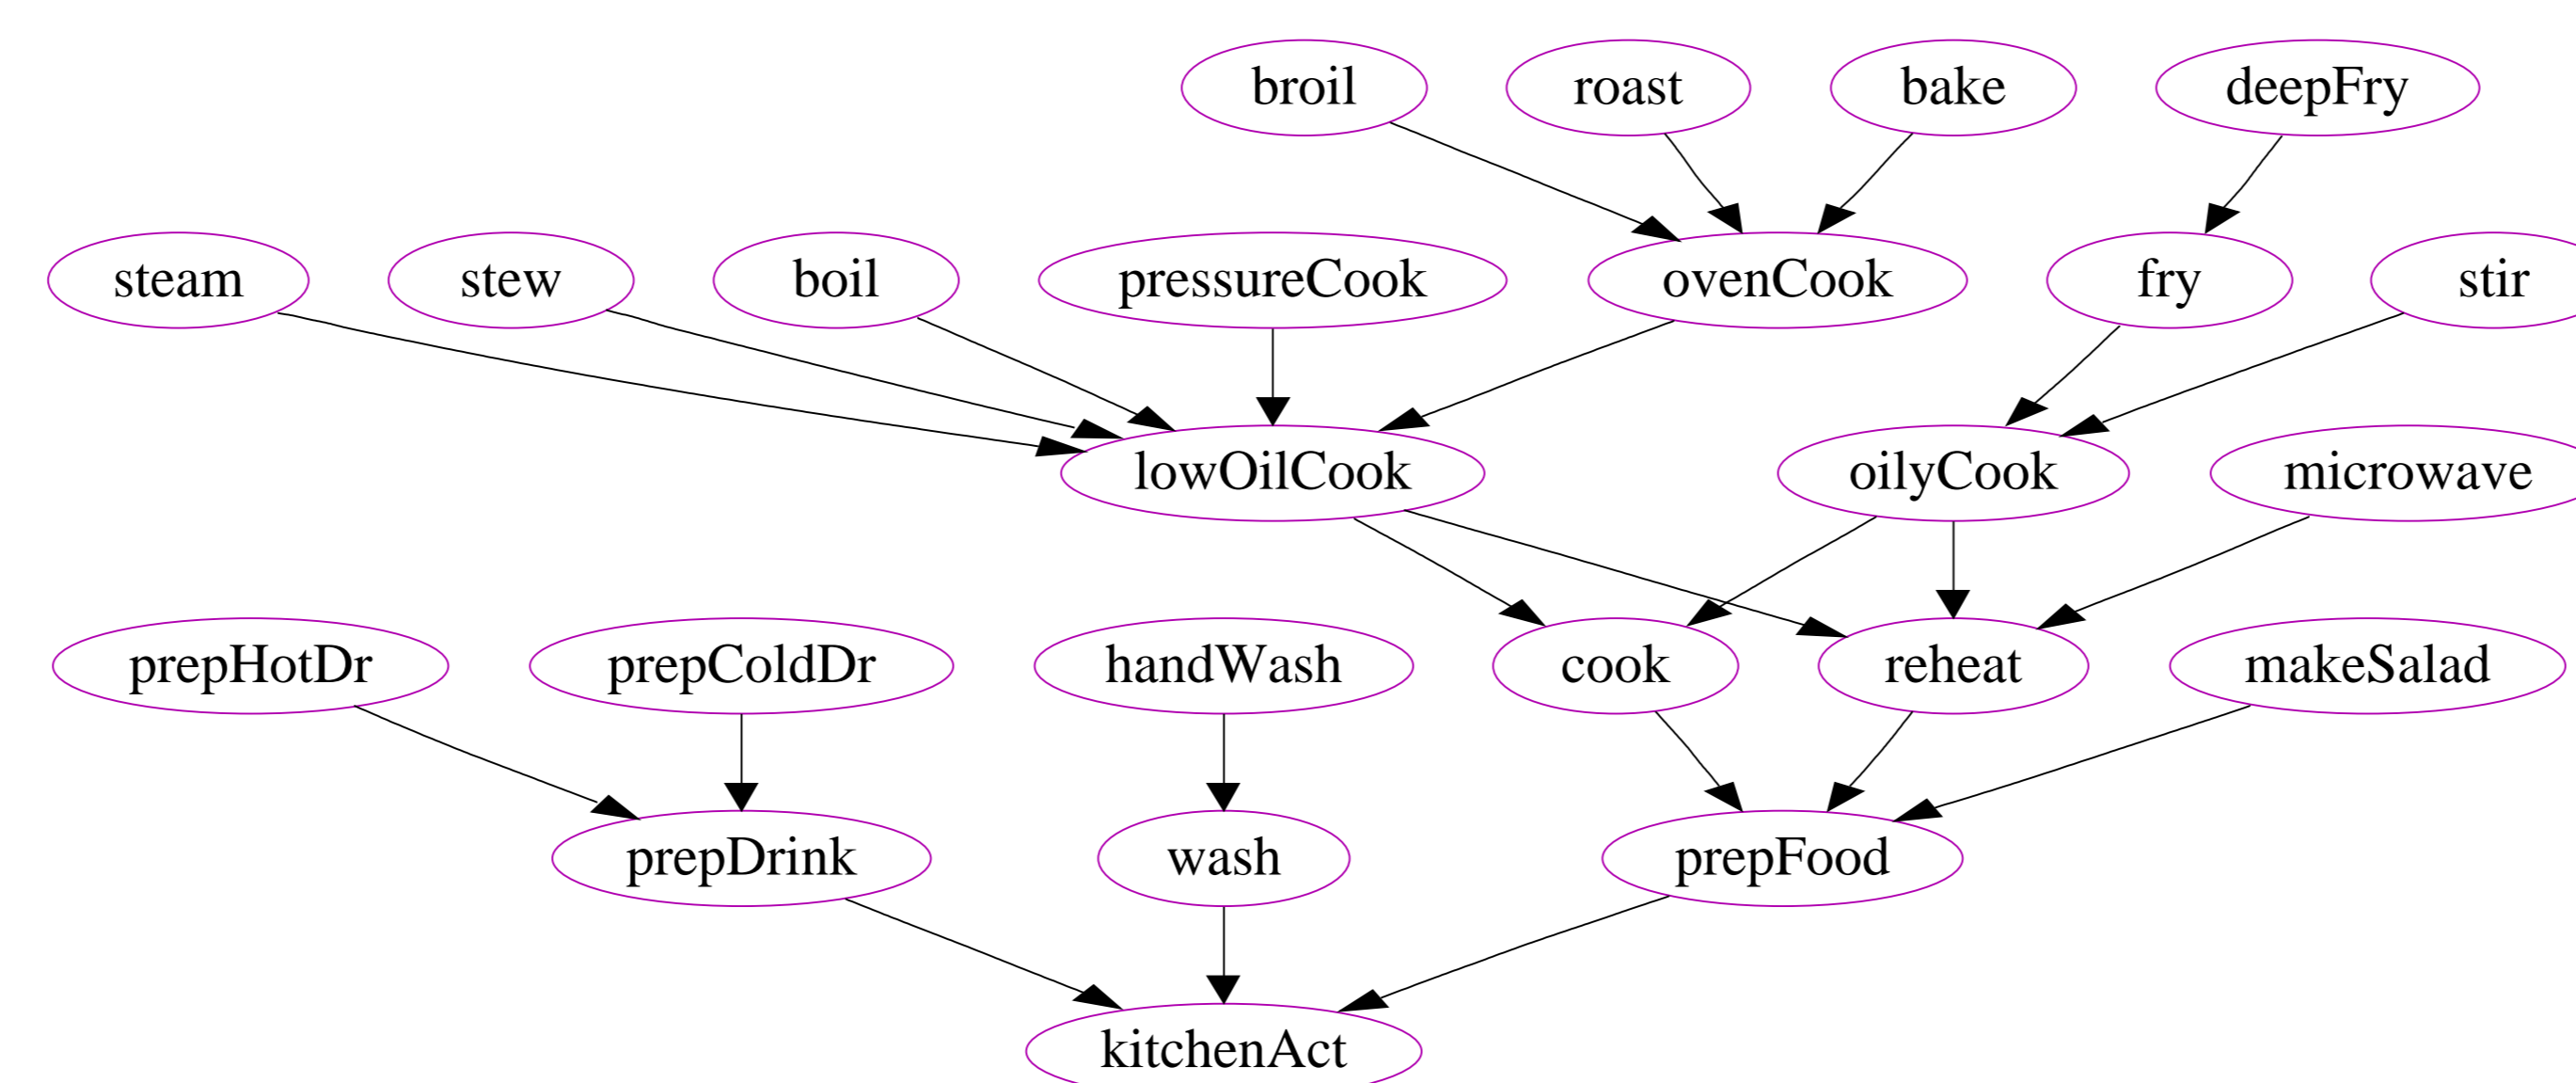 broil roast bake deepFry
steam stew boil pressureCook ovenCook fry stir
lowOilCook oilyCook microwave
prepHotDr prepColdDr handWash cook reheat makeSalad
prepDrink wash prepFood
kitchenAct